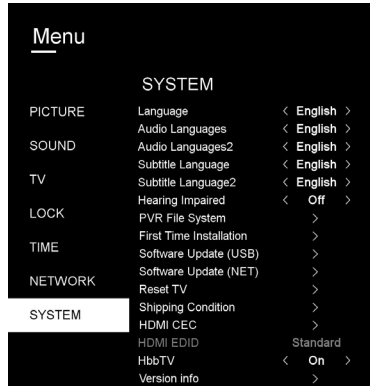 Menu
SYSTEM
PICTURE
SOUND
TV
LOCK
TIME
NETWORK
SYSTEM
Language < English >
Audio Languages < English >
Audio Languages2 < English >
Subtitle Language < English >
Subtitle Language2 < English >
Hearing Impaired < Off >
PVR File System >
First Time Installation >
Software Update (USB) >
Software Update (NET) >
Reset TV >
Shipping Condition >
HDMI CEC >
HDMI EDID Standard
HbbTV < On >
Version info >